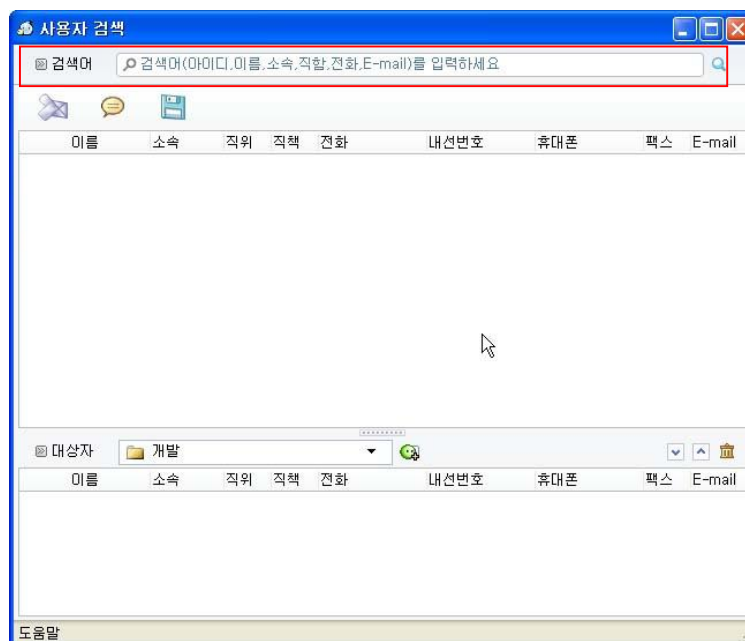 사용자 검색
검색어 검색어(아이디,이름,소속,직함,전화,E-mail)를 입력하세요
이름 소속 직위 직책 전화 내선번호 휴대폰 팩스 E-mail
대상자 개발
이름 소속 직위 직책 전화 내선번호 휴대폰 팩스 E-mail
도움말